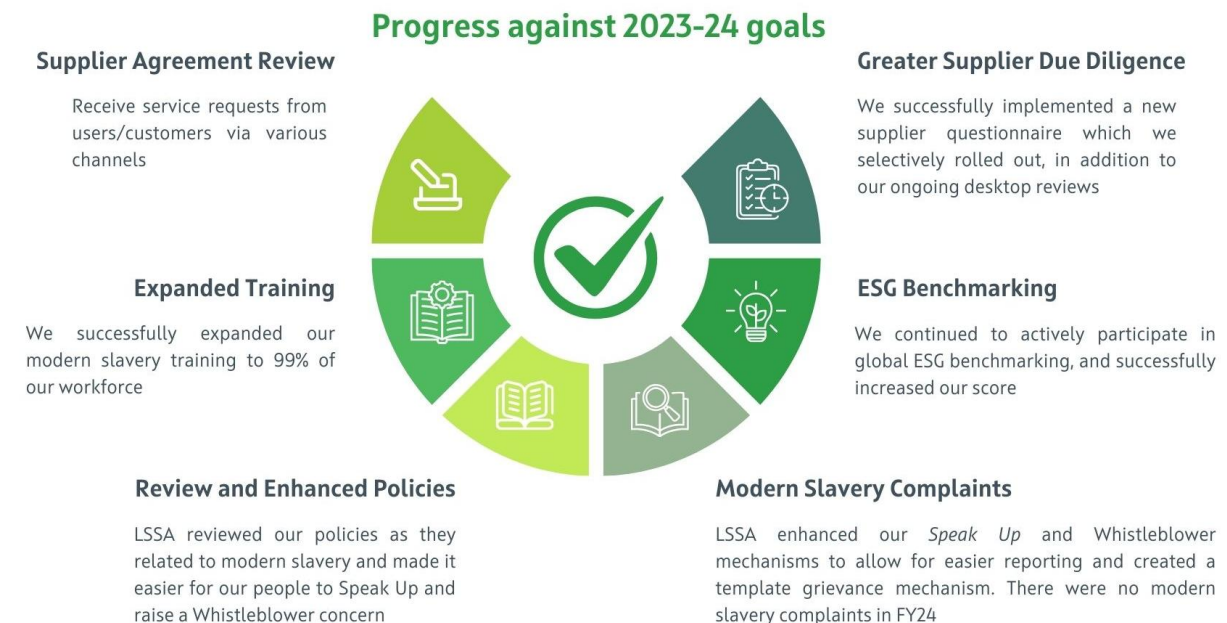 Progress against 2023-24 goals
Supplier Agreement Review
Receive service requests from
users/customers via various
channels
Greater Supplier Due Diligence
We successfully implemented a new
supplier questionnaire which we
selectively rolled out, in addition to
our ongoing desktop reviews
Expanded Training
We successfully expanded our
modern slavery training to 99% of
our workforce
ESG Benchmarking
We continued to actively participate in
global ESG benchmarking, and successfully
increased our score
Review and Enhanced Policies
LSSA reviewed our policies as they
related to modern slavery and made it
easier for our people to Speak Up and
raise a Whistleblower concern
Modern Slavery Complaints
LSSA enhanced our Speak Up and Whistleblower
mechanisms to allow for easier reporting and created a
template grievance mechanism. There were no modern
slavery complaints in FY24